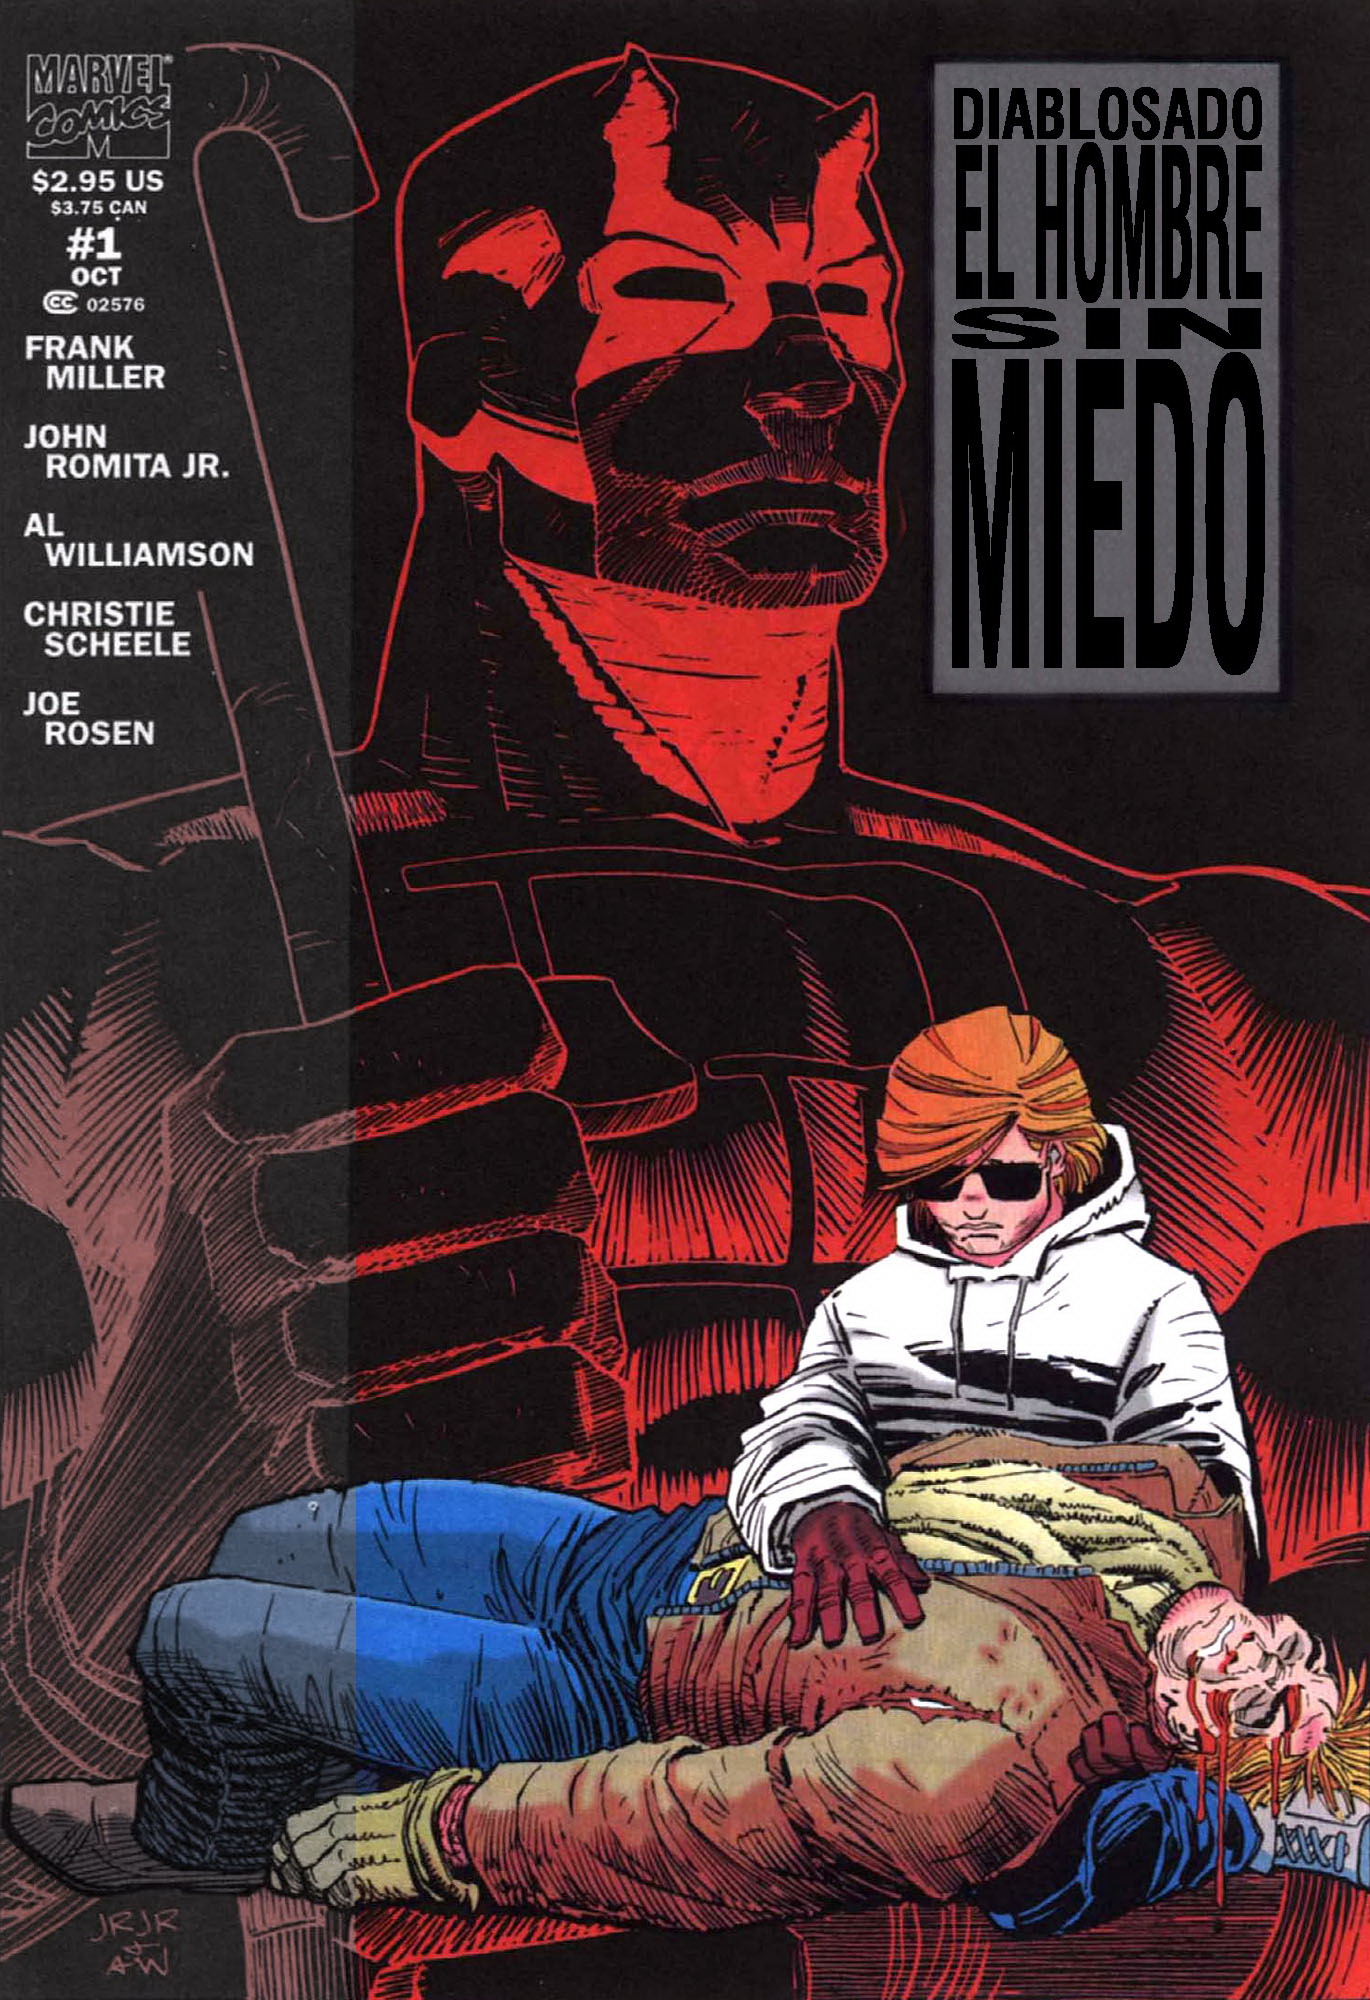 MARVEL
COMICS
M
$2.95 US
$3.75 CAN
#1
OCT
CC 02576
FRANK
MILLER
JOHN
ROMITA JR.
AL
WILLIAMSON
CHRISTIE
SCHEELE
JOE
ROSEN
DIABLOSADO
EL HOMBRE
SIN
MIEDO
JRJR
+
AW